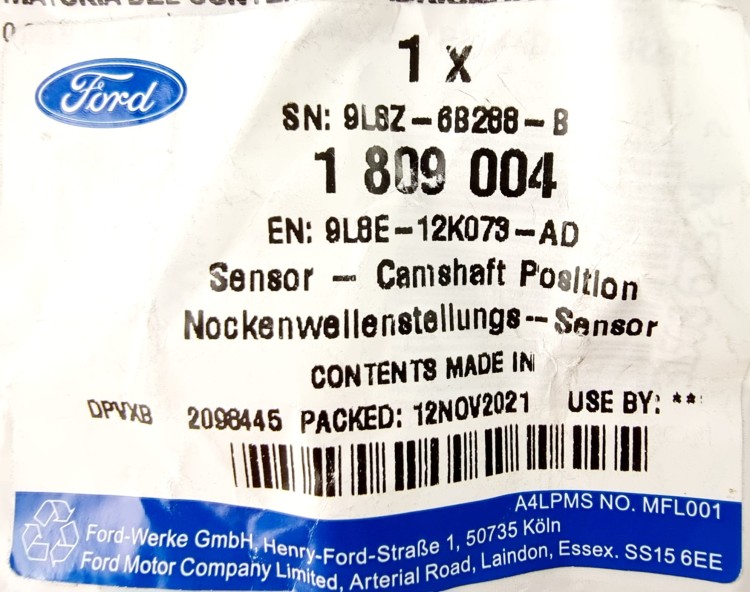 1 x
Ford
SN: 9L8Z-6B288-B
1 809 004
EN: 9L8E-12K073-AD
Sensor - Camshaft Position
Nockenwellenstellungs-Sensor
CONTENTS MADE IN
DPVXB 2098445 PACKED: 12NOV2021 USE BY: **
A4LPMS NO. MFL001
Ford-Werke GmbH, Henry-Ford-Straße 1, 50735 Köln
Ford Motor Company Limited, Arterial Road, Laindon, Essex. SS15 6EE